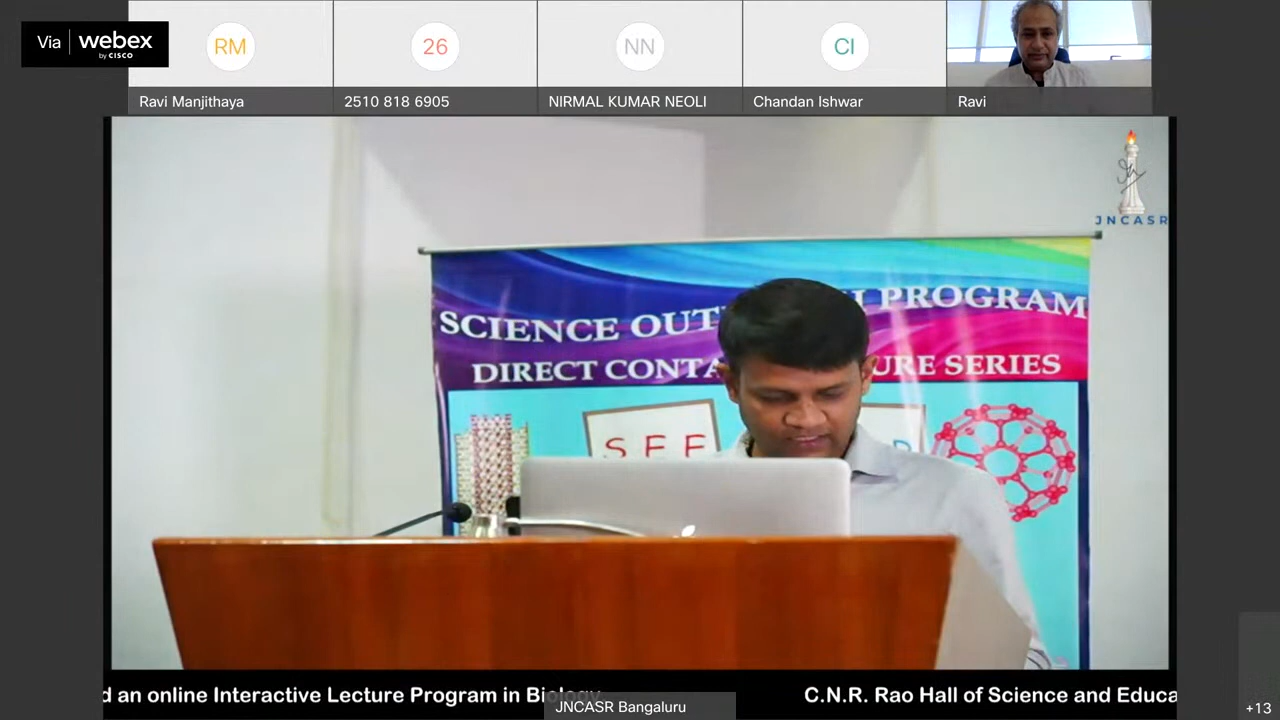 Via webex
by CISCO
RM
26
NN
CI
Ravi Manjithaya
2510 818 6905
NIRMAL KUMAR NEOLI
Chandan Ishwar
Ravi
JNCASR
SCIENCE OUT PROGRAM
DIRECT CONTA URE SERIES
SEE
d an online Interactive Lecture Program in Biology.
C.N.R. Rao Hall of Science and Educa
JNCASR Bangaluru
+13